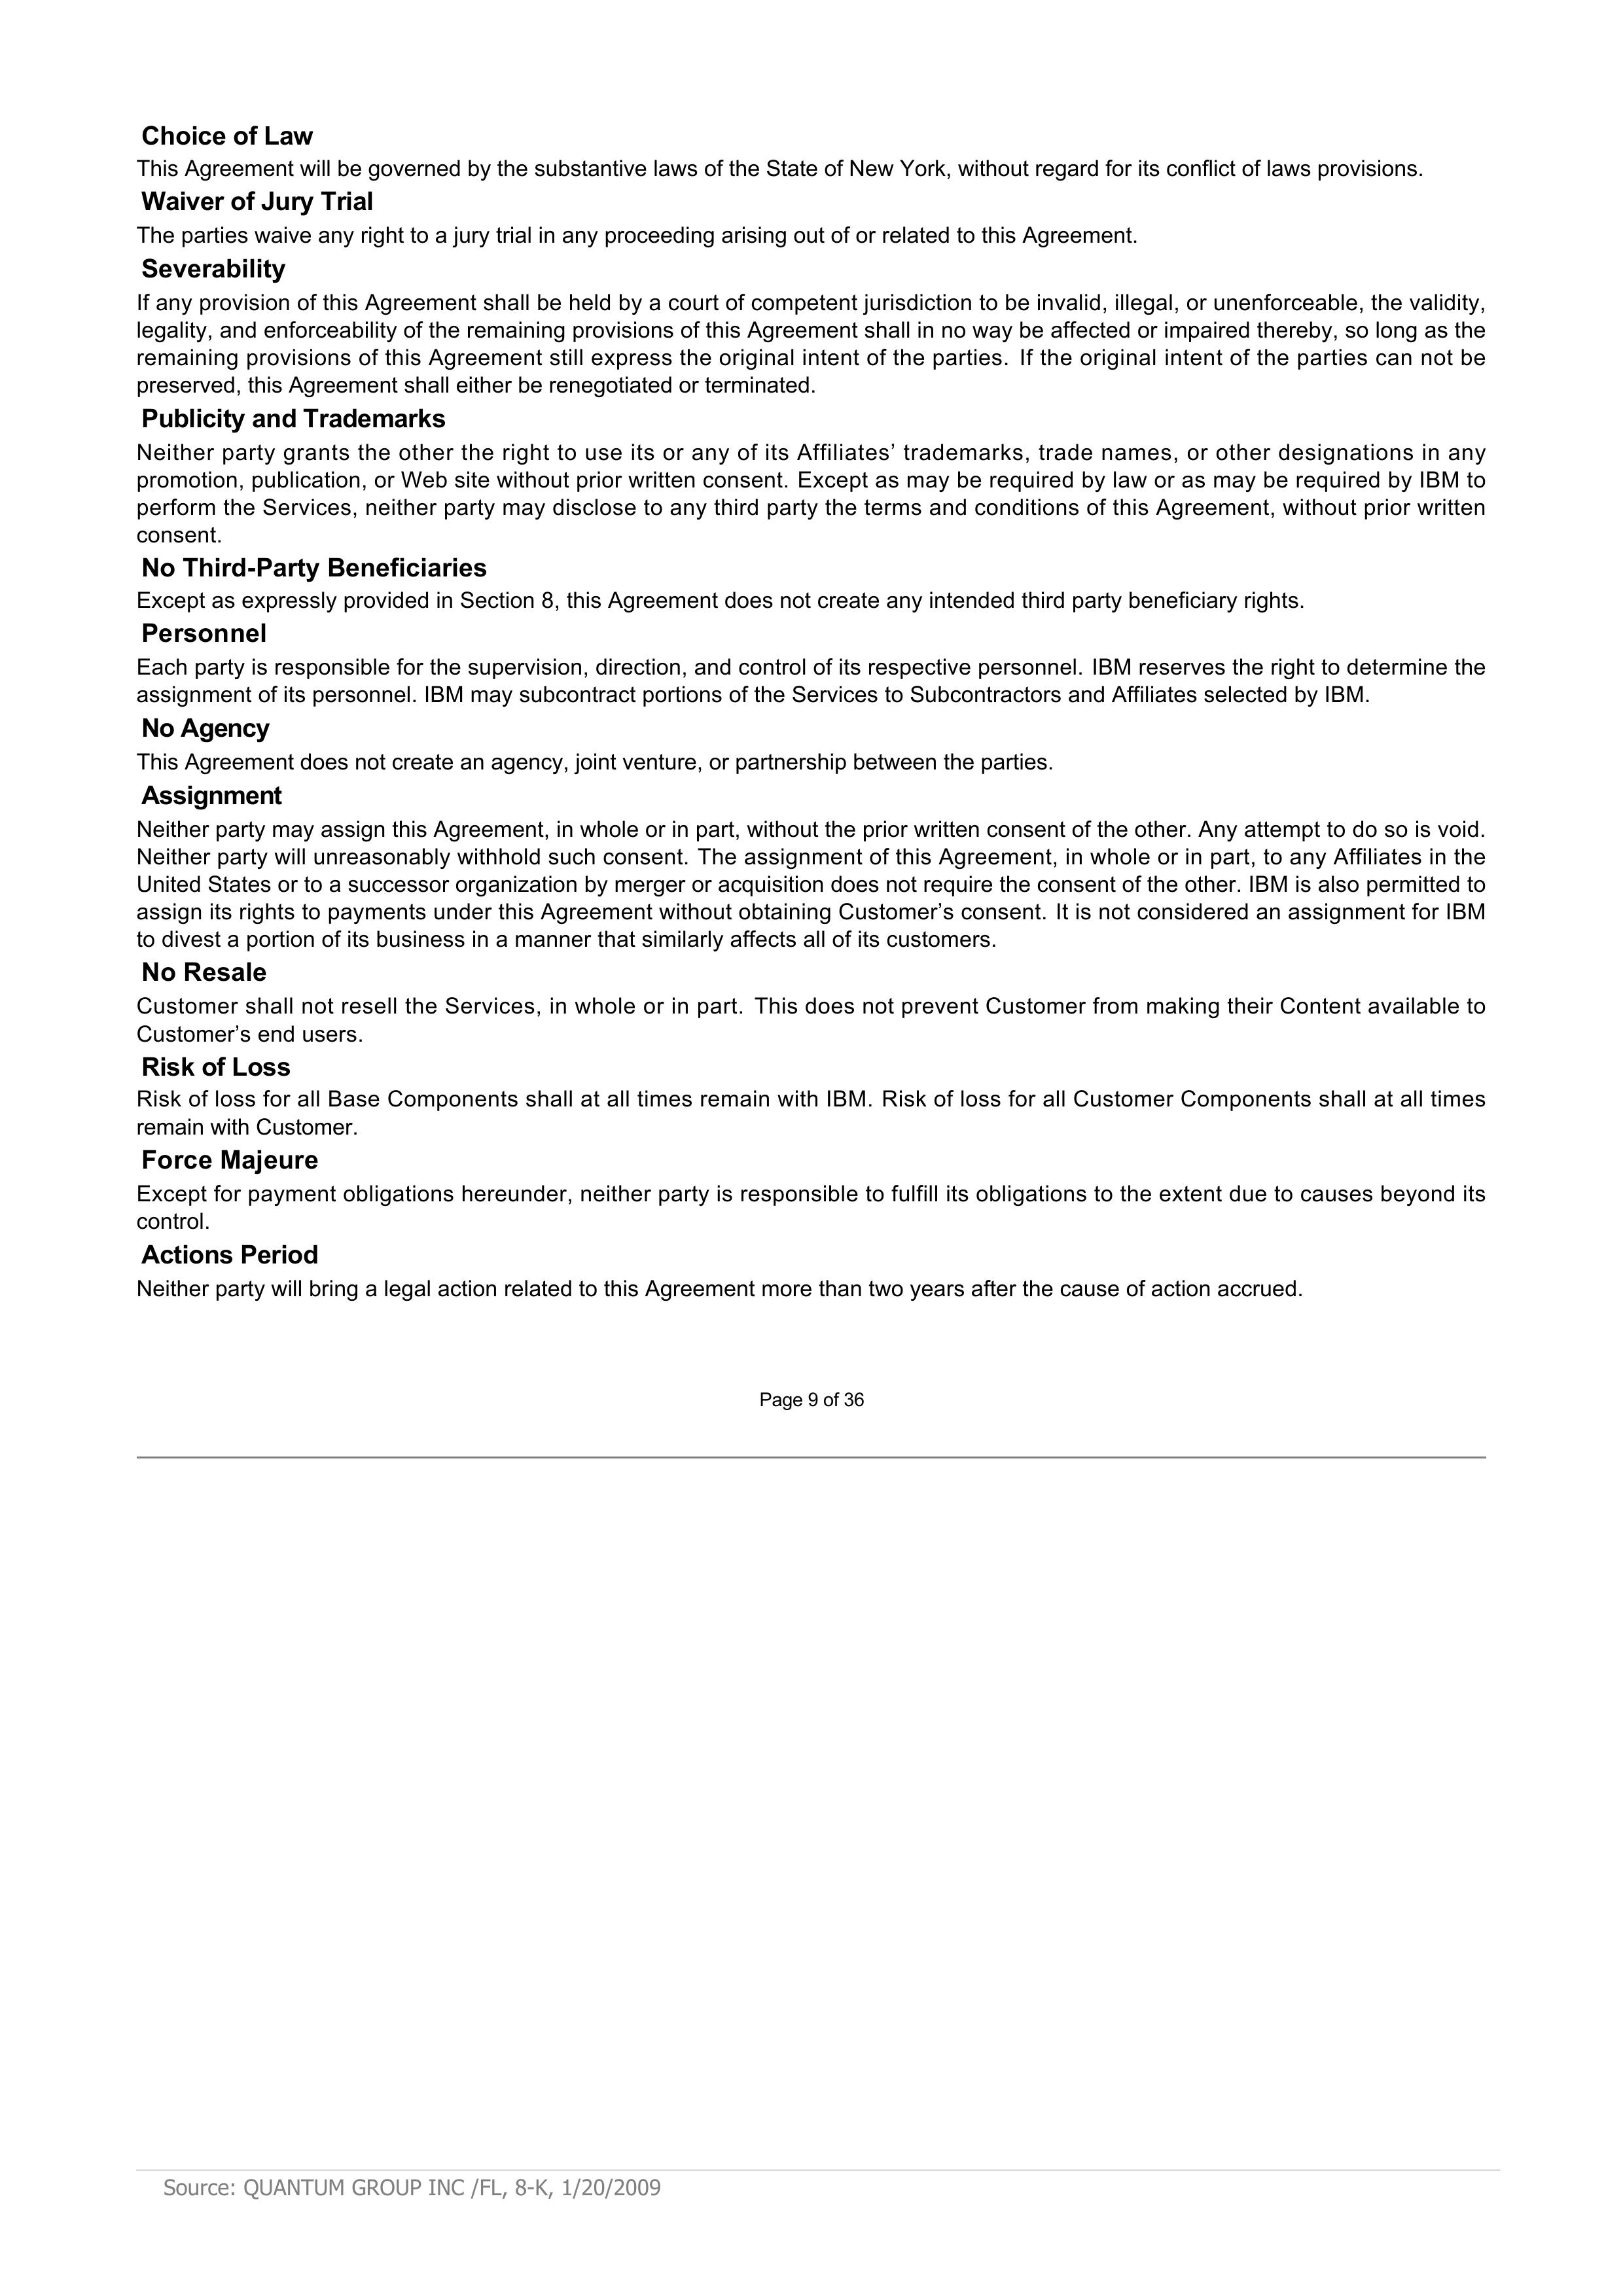 Choice of Law
This Agreement will be governed by the substantive laws of the State of New York, without regard for its conflict of laws provisions.
Waiver of Jury Trial
The parties waive any right to a jury trial in any proceeding arising out of or related to this Agreement.
Severability
If any provision of this Agreement shall be held by a court of competent jurisdiction to be invalid, illegal, or unenforceable, the validity,
legality, and enforceability of the remaining provisions of this Agreement shall in no way be affected or impaired thereby, so long as the
remaining provisions of this Agreement still express the original intent of the parties. If the original intent of the parties can not be
preserved, this Agreement shall either be renegotiated or terminated.
Publicity and Trademarks
Neither party grants the other the right to use its or any of its Affiliates’ trademarks, trade names, or other designations in any
promotion, publication, or Web site without prior written consent. Except as may be required by law or as may be required by IBM to
perform the Services, neither party may disclose to any third party the terms and conditions of this Agreement, without prior written
consent.
No Third-Party Beneficiaries
Except as expressly provided in Section 8, this Agreement does not create any intended third party beneficiary rights.
Personnel
Each party is responsible for the supervision, direction, and control of its respective personnel. IBM reserves the right to determine the
assignment of its personnel. IBM may subcontract portions of the Services to Subcontractors and Affiliates selected by IBM.
No Agency
This Agreement does not create an agency, joint venture, or partnership between the parties.
Assignment
Neither party may assign this Agreement, in whole or in part, without the prior written consent of the other. Any attempt to do so is void.
Neither party will unreasonably withhold such consent. The assignment of this Agreement, in whole or in part, to any Affiliates in the
United States or to a successor organization by merger or acquisition does not require the consent of the other. IBM is also permitted to
assign its rights to payments under this Agreement without obtaining Customer’s consent. It is not considered an assignment for IBM
to divest a portion of its business in a manner that similarly affects all of its customers.
No Resale
Customer shall not resell the Services, in whole or in part. This does not prevent Customer from making their Content available to
Customer’s end users.
Risk of Loss
Risk of loss for all Base Components shall at all times remain with IBM. Risk of loss for all Customer Components shall at all times
remain with Customer.
Force Majeure
Except for payment obligations hereunder, neither party is responsible to fulfill its obligations to the extent due to causes beyond its
control.
Actions Period
Neither party will bring a legal action related to this Agreement more than two years after the cause of action accrued.
Page 9 of 36
Source: QUANTUM GROUP INC /FL, 8-K, 1/20/2009